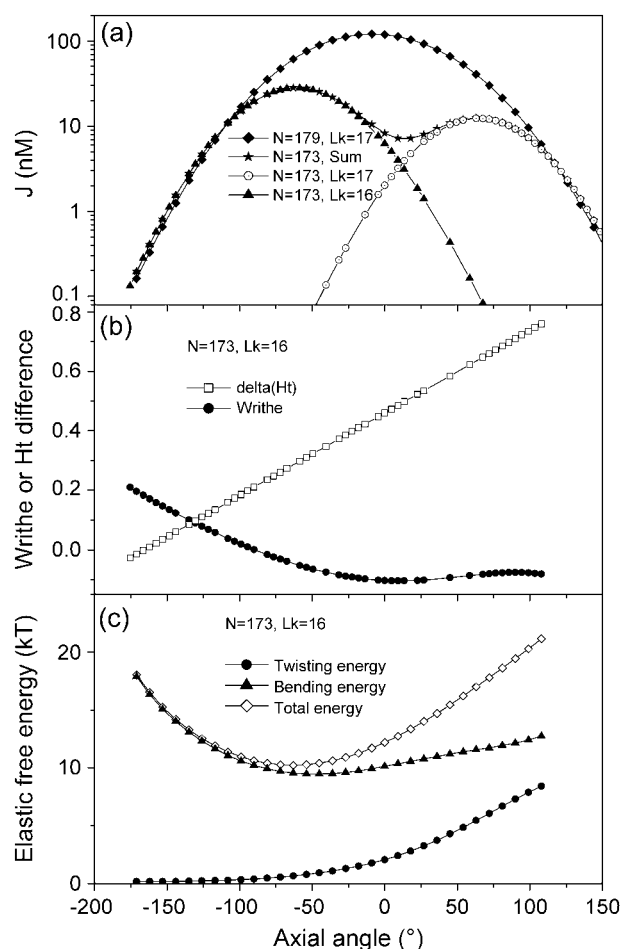 (a)
J (nM)
100
10
1
0.1
N=179, Lk=17
N=173, Sum
N=173, Lk=17
N=173, Lk=16
(b)
Writhe or Ht difference
0.8
0.6
0.4
0.2
0.0
N=173, Lk=16
delta(Ht)
Writhe
(c)
Elastic free energy (kT)
20
10
0
N=173, Lk=16
Twisting energy
Bending energy
Total energy
-200 -150 -100 -50 0 50 100 150
Axial angle (°)